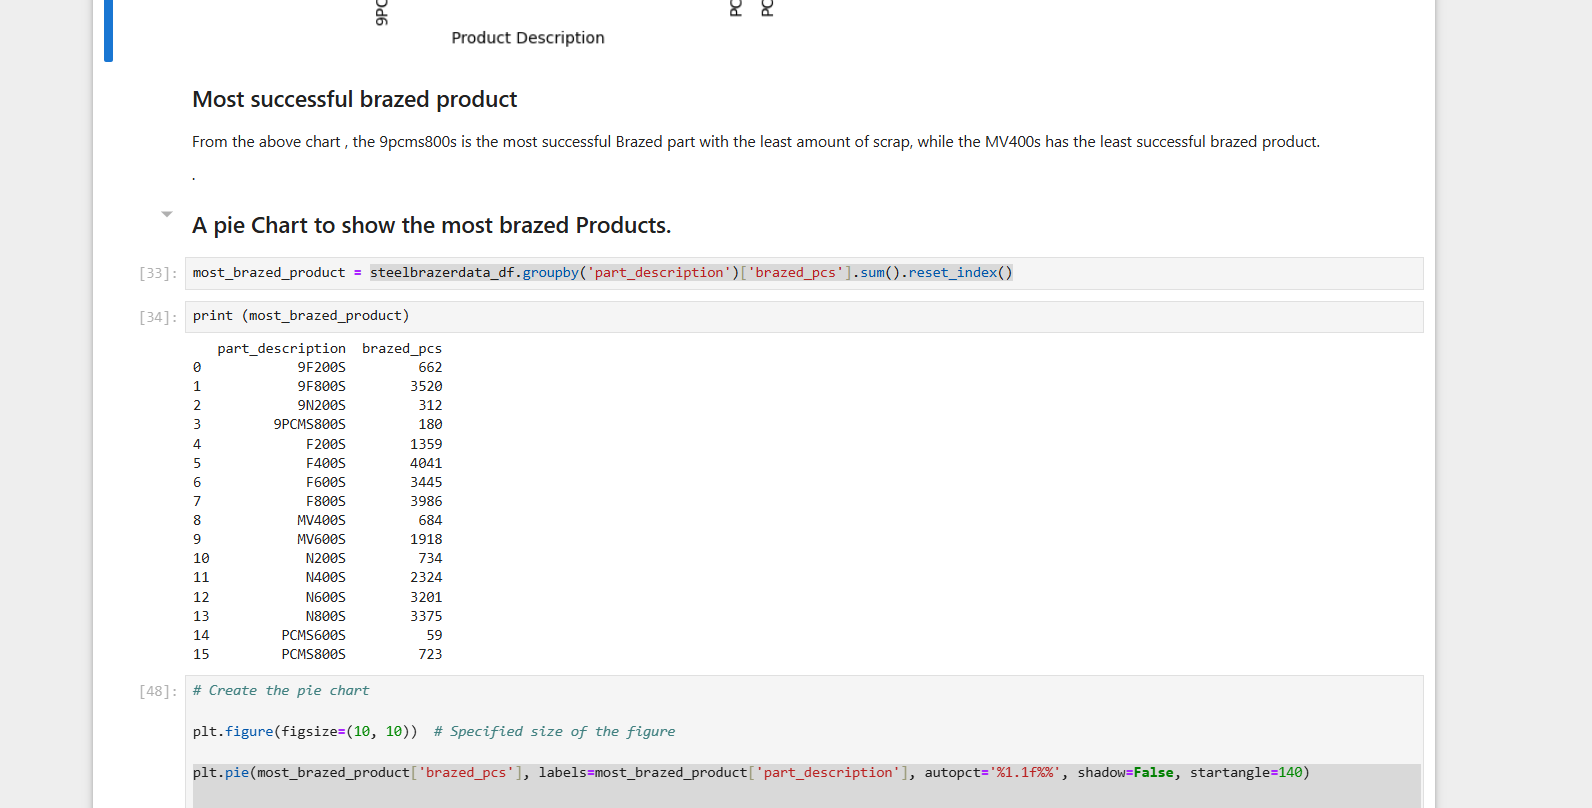 9PC
PC
PC
Product Description
Most successful brazed product
From the above chart , the 9pcms800s is the most successful Brazed part with the least amount of scrap, while the MV400s has the least successful brazed product.
.
A pie Chart to show the most brazed Products.
[33]: most_brazed_product = steelbrazerdata_df.groupby('part_description')['brazed_pcs'].sum().reset_index()
[34]: print (most_brazed_product)
part_description brazed_pcs
0 9F200S 662
1 9F800S 3520
2 9N200S 312
3 9PCMS800S 180
4 F200S 1359
5 F400S 4041
6 F600S 3445
7 F800S 3986
8 MV400S 684
9 MV600S 1918
10 N200S 734
11 N400S 2324
12 N600S 3201
13 N800S 3375
14 PCMS600S 59
15 PCMS800S 723
[48]: # Create the pie chart
plt.figure(figsize=(10, 10)) # Specified size of the figure
plt.pie(most_brazed_product['brazed_pcs'], labels=most_brazed_product['part_description'], autopct='%1.1f%%', shadow=False, startangle=140)